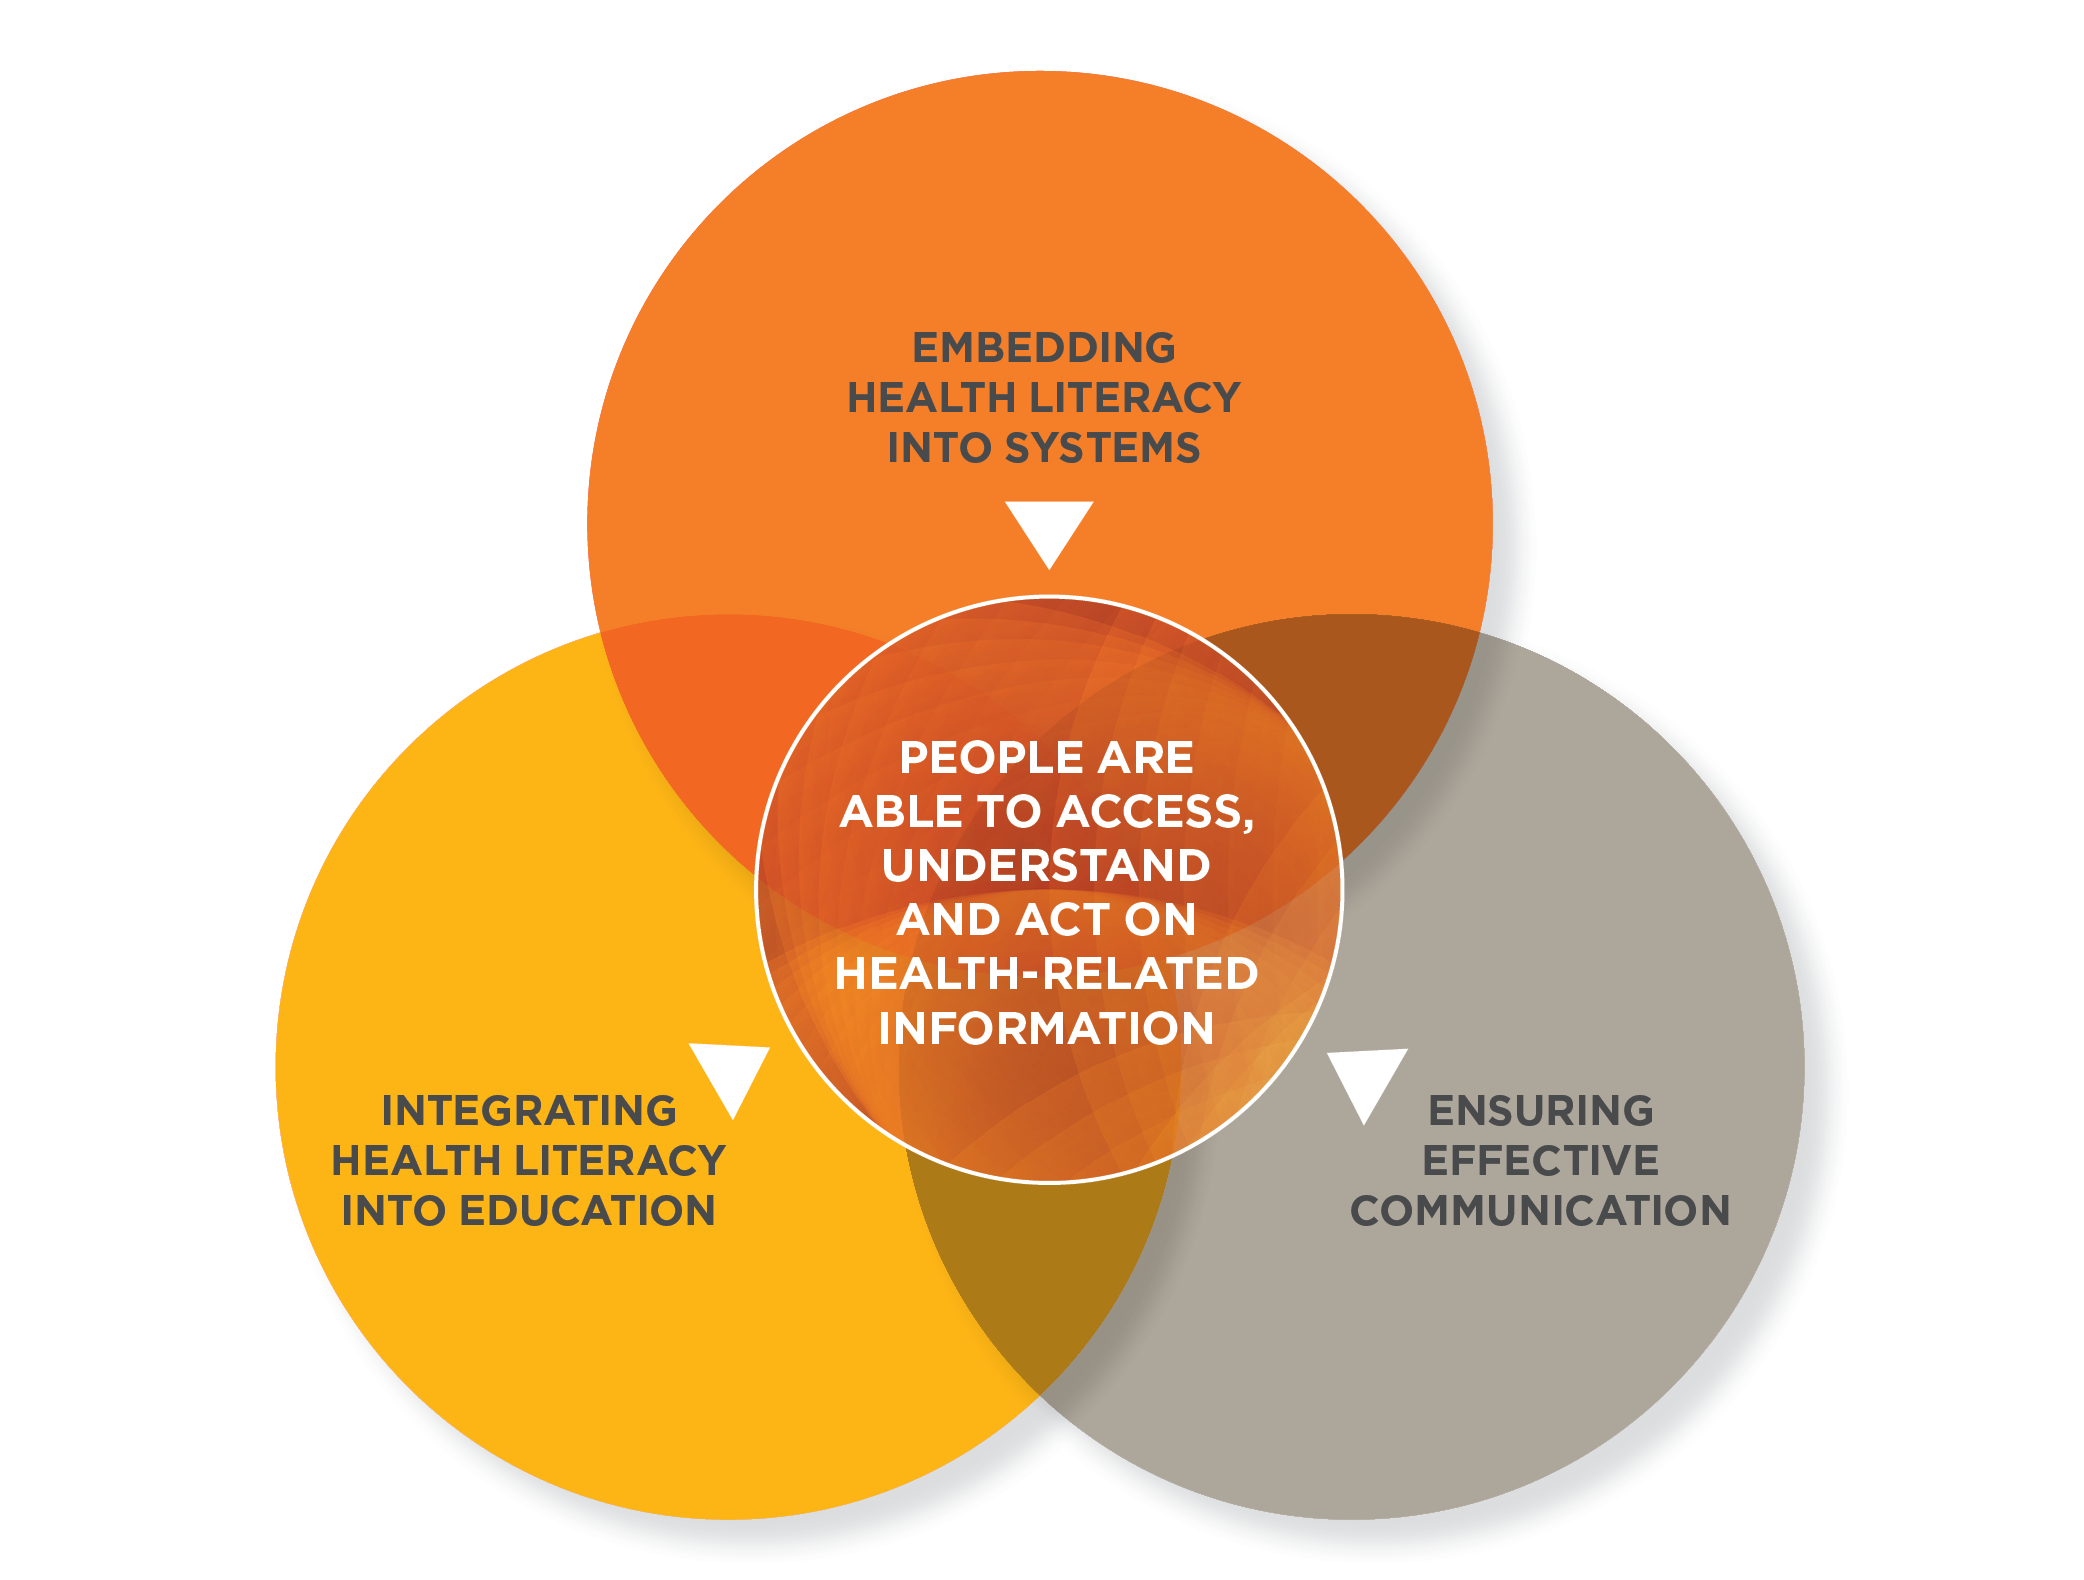 EMBEDDING
HEALTH LITERACY
INTO SYSTEMS
PEOPLE ARE
ABLE TO ACCESS,
UNDERSTAND
AND ACT ON
HEALTH-RELATED
INFORMATION
INTEGRATING
HEALTH LITERACY
INTO EDUCATION
ENSURING
EFFECTIVE
COMMUNICATION